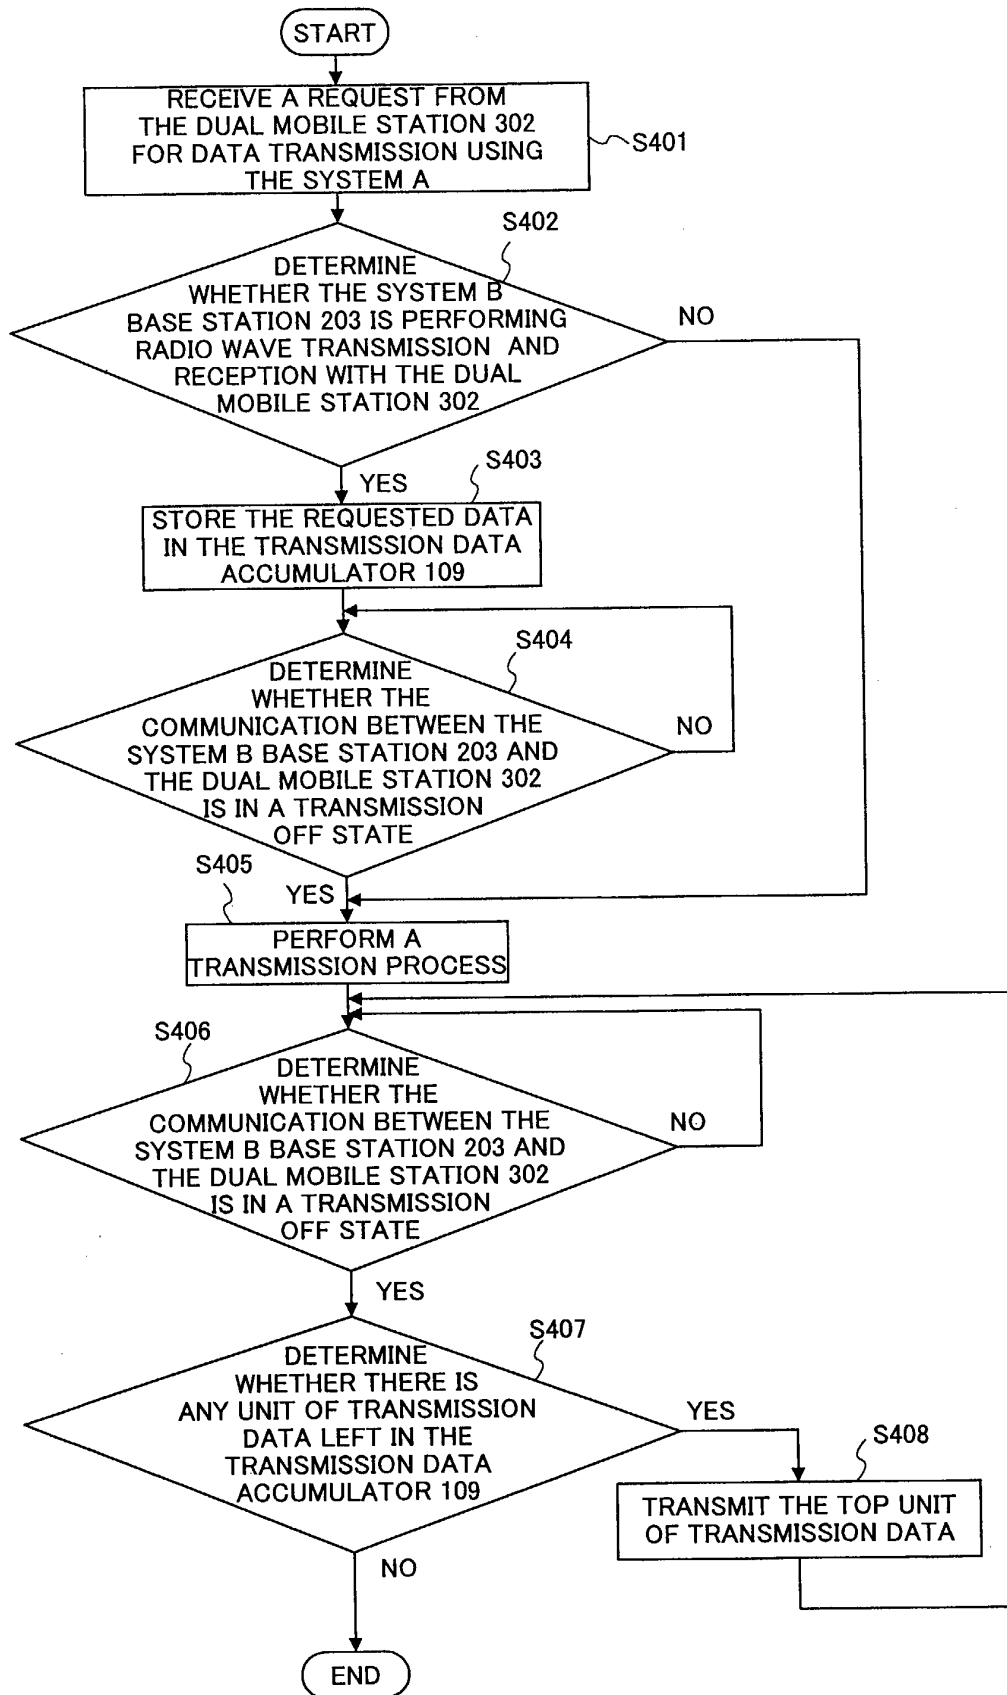 START
RECEIVE A REQUEST FROM
THE DUAL MOBILE STATION 302
FOR DATA TRANSMISSION USING
THE SYSTEM A
S401
S402
DETERMINE
WHETHER THE SYSTEM B
BASE STATION 203 IS PERFORMING
RADIO WAVE TRANSMISSION AND
RECEPTION WITH THE DUAL
MOBILE STATION 302
NO
YES
S403
STORE THE REQUESTED DATA
IN THE TRANSMISSION DATA
ACCUMULATOR 109
S404
DETERMINE
WHETHER THE
COMMUNICATION BETWEEN THE
SYSTEM B BASE STATION 203 AND
THE DUAL MOBILE STATION 302
IS IN A TRANSMISSION
OFF STATE
NO
S405
YES
PERFORM A
TRANSMISSION PROCESS
S406
DETERMINE
WHETHER THE
COMMUNICATION BETWEEN THE
SYSTEM B BASE STATION 203 AND
THE DUAL MOBILE STATION 302
IS IN A TRANSMISSION
OFF STATE
NO
YES
S407
DETERMINE
WHETHER THERE IS
ANY UNIT OF TRANSMISSION
DATA LEFT IN THE
TRANSMISSION DATA
ACCUMULATOR 109
YES
S408
TRANSMIT THE TOP UNIT
OF TRANSMISSION DATA
NO
END